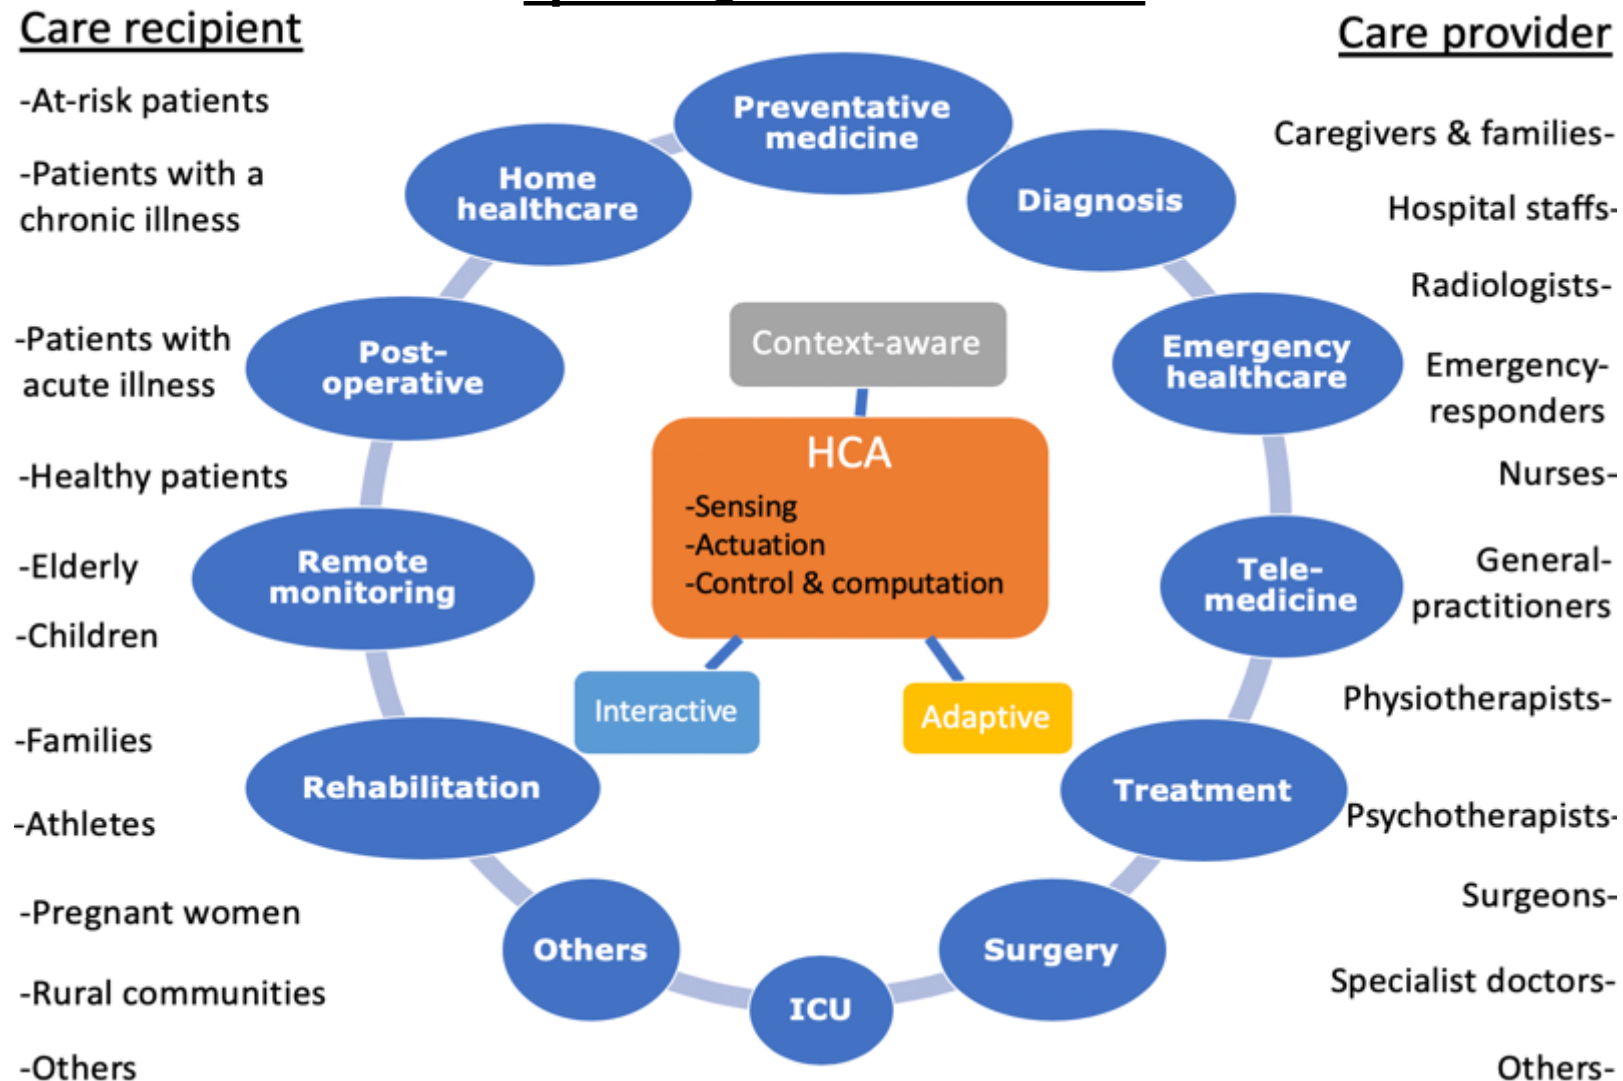 Care recipient
-At-risk patients
-Patients with a
chronic illness
-Patients with
acute illness
-Healthy patients
-Elderly
-Children
-Families
-Athletes
-Pregnant women
-Rural communities
-Others
Preventative
medicine
Diagnosis
Emergency
healthcare
Tele-
medicine
Treatment
Surgery
ICU
Others
Rehabilitation
Remote
monitoring
Post-
operative
Home
healthcare
Context-aware
HCA
-Sensing
-Actuation
-Control & computation
Interactive
Adaptive
Care provider
Caregivers & families-
Hospital staffs-
Radiologists-
Emergency-
responders
Nurses-
General-
practitioners
Physiotherapists-
Psychotherapists-
Surgeons-
Specialist doctors-
Others-